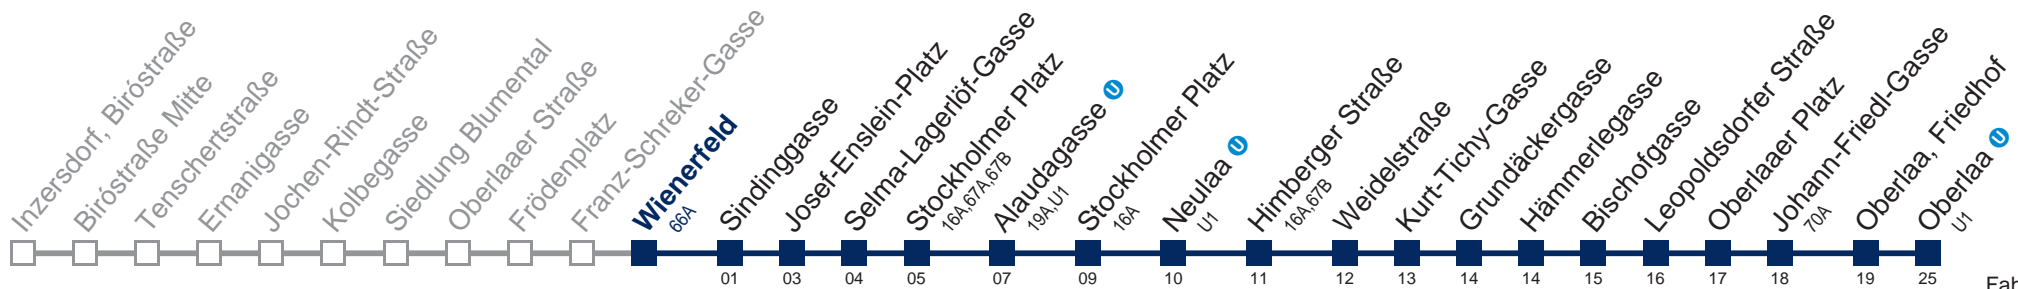 Inzersdorf, Biróstraße
Biróstraße Mitte
Tenschertstraße
Ernanigasse
Jochen-Rindt-Straße
Kolbegasse
Siedlung Blumental
Oberlaaer Straße
Frödenplatz
Franz-Schreker-Gasse
Wienerfeld
66A
Sindinggasse
01
Josef-Enslein-Platz
03
Selma-Lagerlöf-Gasse
04
Stockholmer Platz
16A,67A,67B
05
Alaudagasse U
19A,U1
07
Stockholmer Platz
16A
09
Neulaa U
U1
10
Himberger Straße
16A,67B
11
Weidelstraße
12
Kurt-Tichy-Gasse
13
Grundäckergasse
14
Hämmerlegasse
14
Bischofgasse
15
Leopoldsdorfer Straße
16
Oberlaaer Platz
17
Johann-Friedl-Gasse
70A
18
Oberlaa, Friedhof
19
Oberlaa U
U1
25
Fah